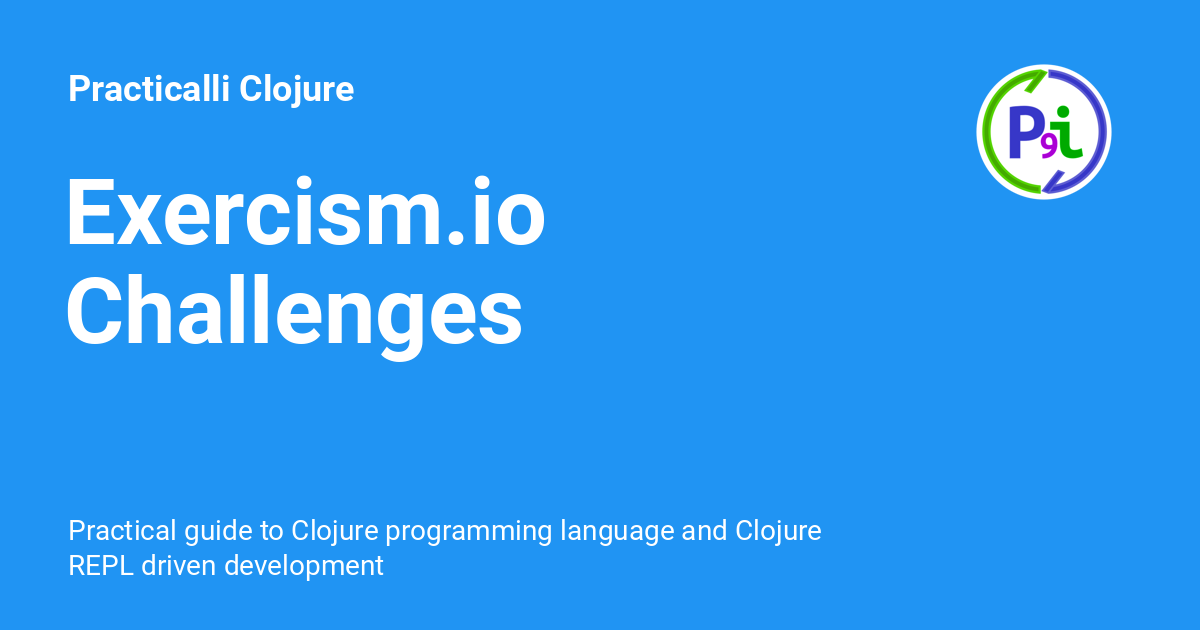 Practicalli Clojure
P9i
Exercism.io
Challenges
Practical guide to Clojure programming language and Clojure
REPL driven development